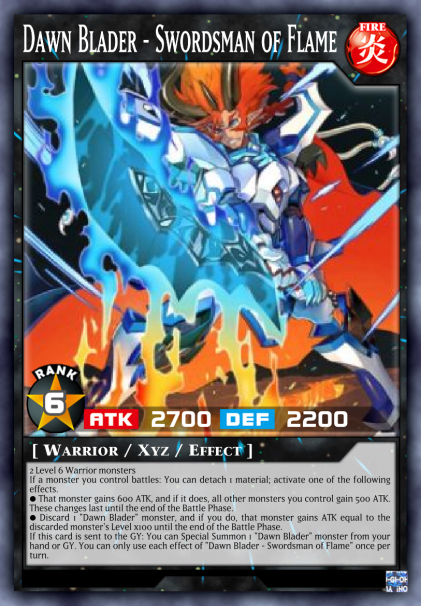 DAWN BLADER - SWORDSMAN OF FLAME
FIRE
炎
RANK
6
ATK 2700 DEF 2200
[ WARRIOR / XYZ / EFFECT ]
2 Level 6 Warrior monsters
If a monster you control battles: You can detach 1 material; activate one of the following
effects.
● That monster gains 600 ATK, and if it does, all other monsters you control gain 500 ATK.
These changes last until the end of the Battle Phase.
● Discard 1 "Dawn Blader" monster, and if you do, that monster gains ATK equal to the
discarded monster's Level x100 until the end of the Battle Phase.
If this card is sent to the GY: You can Special Summon 1 "Dawn Blader" monster from your
hand or GY. You can only use each effect of "Dawn Blader - Swordsman of Flame" once per
turn.